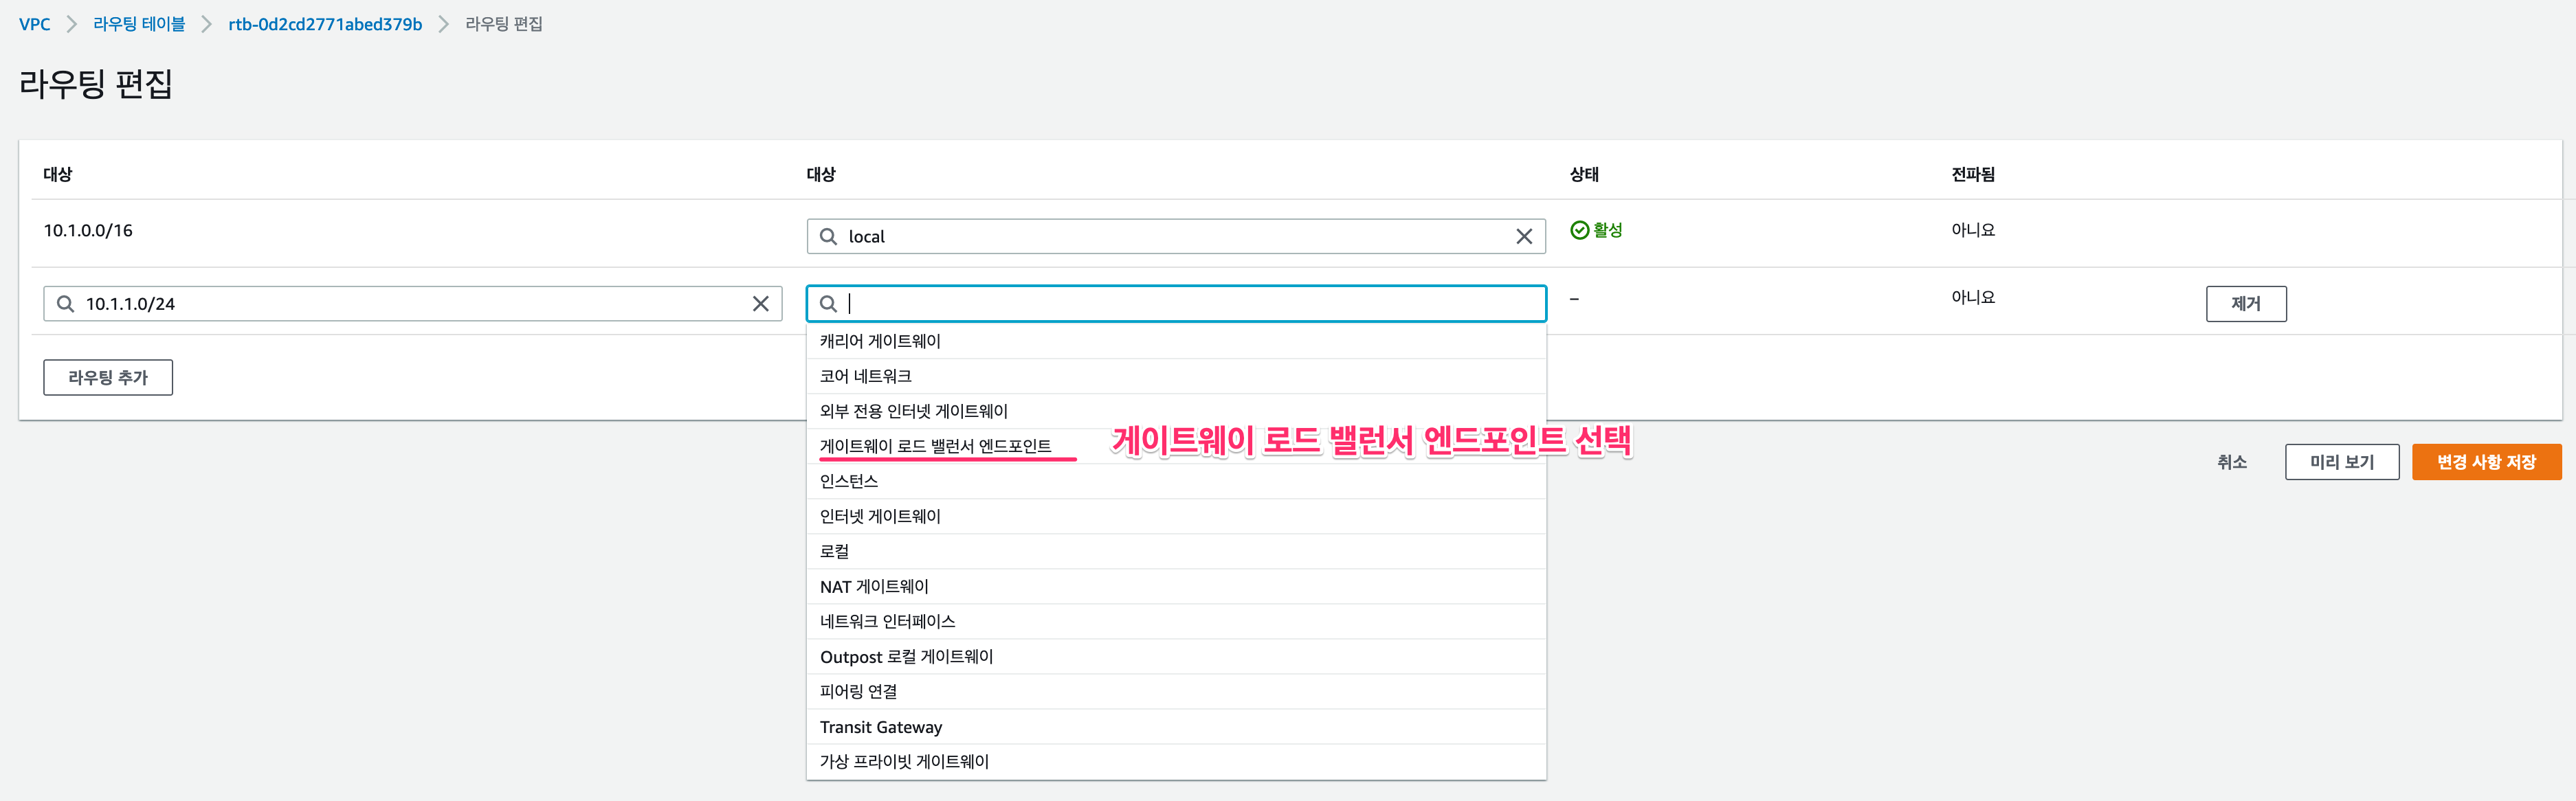 VPC > 라우팅 테이블 > rtb-0d2cd2771abed379b > 라우팅 편집
라우팅 편집
대상 대상 상태 전파됨
10.1.0.0/16 local 활성 아니요
10.1.1.0/24 – 아니요 제거
캐리어 게이트웨이
라우팅 추가 코어 네트워크
외부 전용 인터넷 게이트웨이
게이트웨이 로드 밸런서 엔드포인트 게이트웨이 로드 밸런서 엔드포인트 선택
취소 미리 보기 변경 사항 저장
인스턴스
인터넷 게이트웨이
로컬
NAT 게이트웨이
네트워크 인터페이스
Outpost 로컬 게이트웨이
피어링 연결
Transit Gateway
가상 프라이빗 게이트웨이